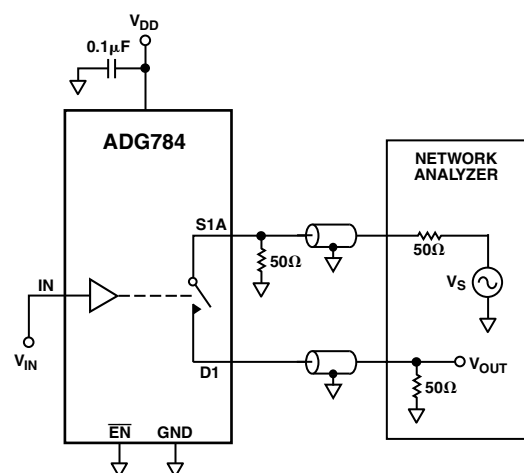 V_DD
0.1µF
ADG784
NETWORK
ANALYZER
S1A
50Ω
50Ω
V_S
IN
V_IN
D1
V_OUT
50Ω
EN̅ GND